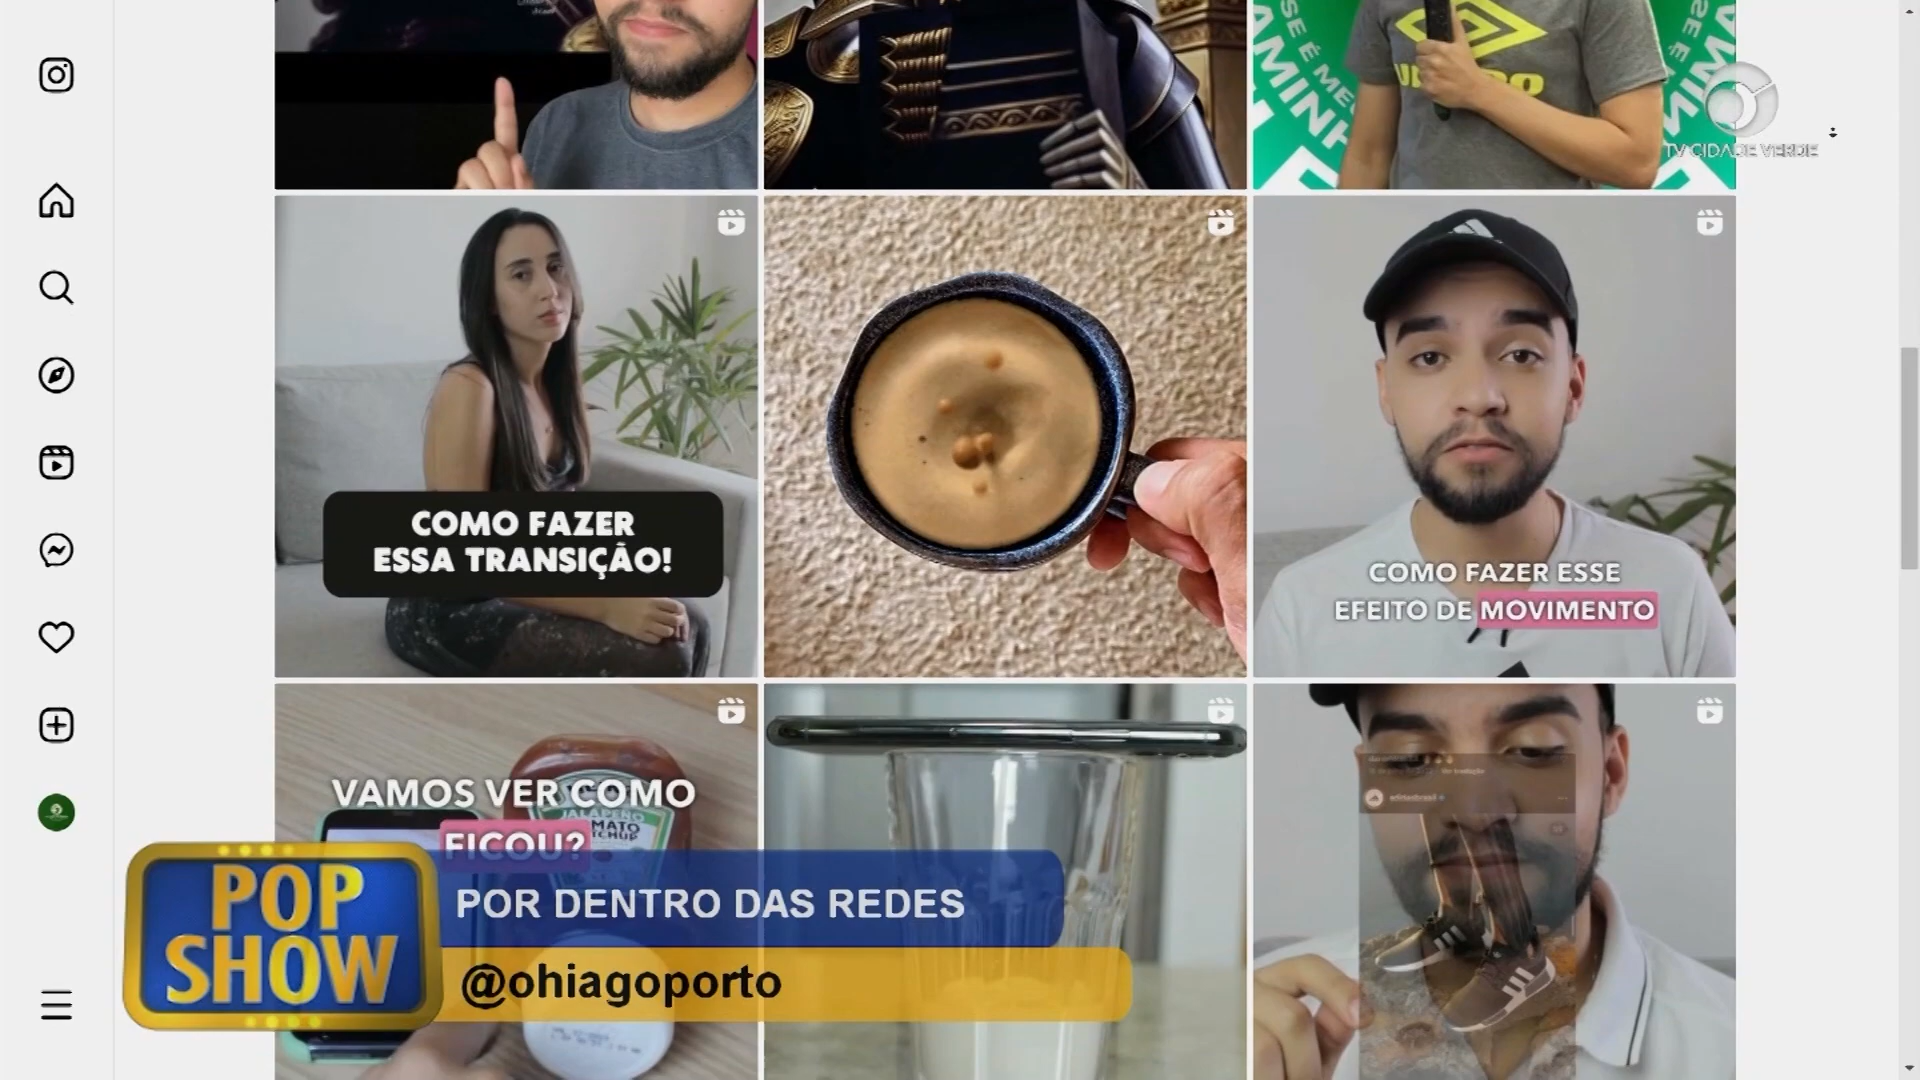 TV CIDADE VERDE
COMO FAZER
ESSA TRANSIÇÃO!
COMO FAZER ESSE
EFEITO DE MOVIMENTO
VAMOS VER COMO
FICOU?
JALAPENO
POP
SHOW
POR DENTRO DAS REDES
@ohiagoporto